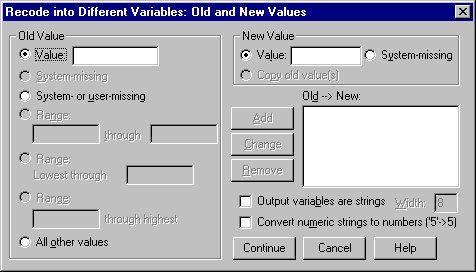 Recode into Different Variables: Old and New Values
Old Value
Value:
System-missing
System- or user-missing
Range:
through
Range:
Lowest through
Range:
through highest
All other values
New Value
Value:
System-missing
Copy old value(s)
Old --> New:
Add
Change
Remove
Output variables are strings
Width: 8
Convert numeric strings to numbers ('5'->5)
Continue
Cancel
Help